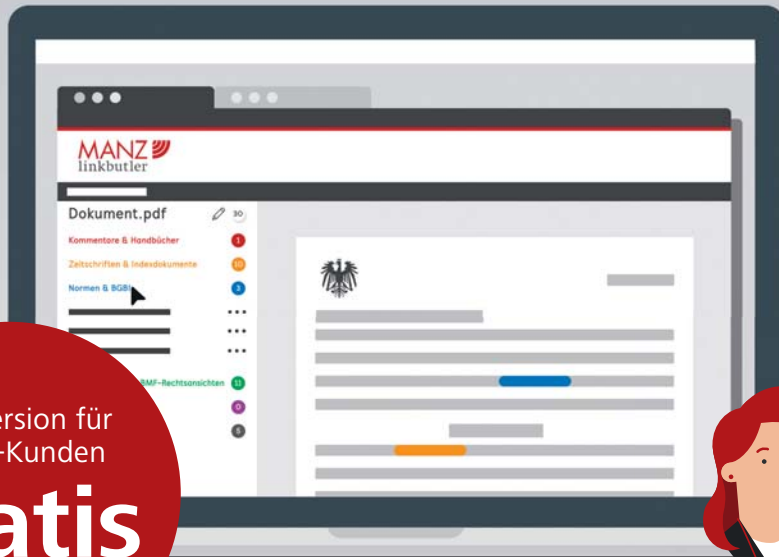 MANZ
linkbutler
Dokument.pdf 30
Kommentare & Handbücher 1
Zeitschriften & Indexdokumente 10
Normen & BGBl 3
BMF-Rechtsansichten 11
0
5
ersion für
-Kunden
atis